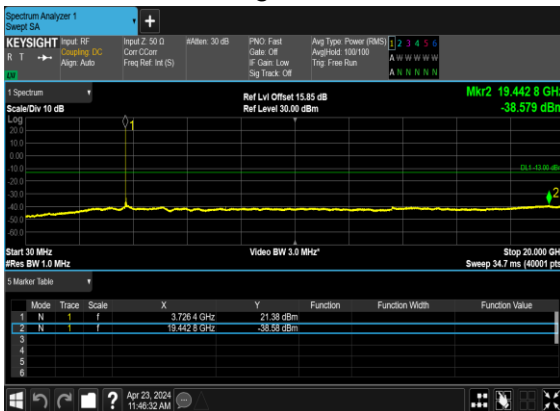 Spectrum Analyzer 1
Swept SA
+
KEYSIGHT Input: RF Input Z: 50 Ω #Atten: 30 dB PNO: Fast Avg Type: Power (RMS) 1 2 3 4 5 6
R T Coupling: DC Corr CCorr Gate: Off Avg|Hold: 100/100 A W W W W W
Align: Auto Freq Ref: Int (S) IF Gain: Low Trig: Free Run
Sig Track: Off A N N N N N
LV
1 Spectrum Ref Lvl Offset 15.85 dB Mkr2 19.442 8 GHz
Scale/Div 10 dB Ref Level 30.00 dBm -38.579 dBm
Log
20.0
10.0
0.00
-10.0
DL1 -13.00 dBm
-20.0
-30.0
-40.0
-50.0
-60.0
1
2
Start 30 MHz Video BW 3.0 MHz* Stop 20.000 GH
#Res BW 1.0 MHz Sweep 34.7 ms (40001 pts
5 Marker Table
Mode Trace Scale X Y Function Function Width Function Value
1 N 1 f 3.726 4 GHz 21.38 dBm
2 N 1 f 19.442 8 GHz -38.58 dBm
3
4
5
6
? Apr 23, 2024
11:46:32 AM